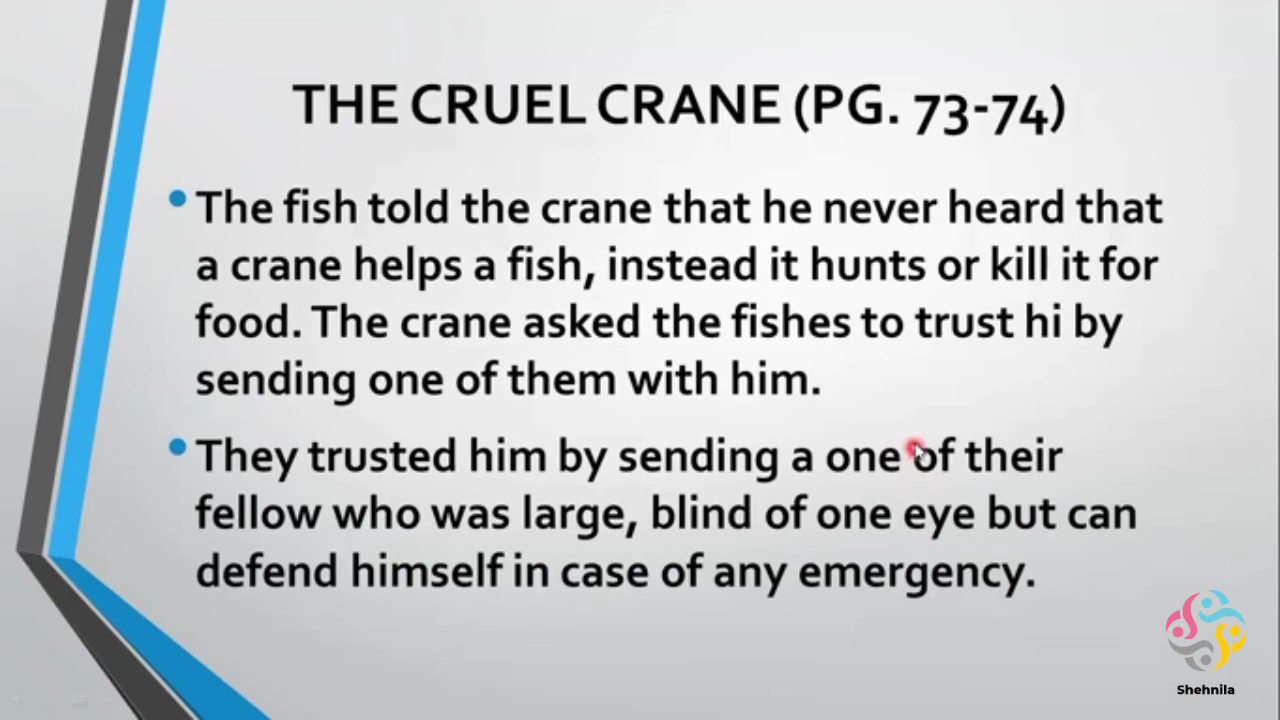 THE CRUEL CRANE (PG. 73-74)
• The fish told the crane that he never heard that
a crane helps a fish, instead it hunts or kill it for
food. The crane asked the fishes to trust hi by
sending one of them with him.
• They trusted him by sending a one of their
fellow who was large, blind of one eye but can
defend himself in case of any emergency.
Shehnila